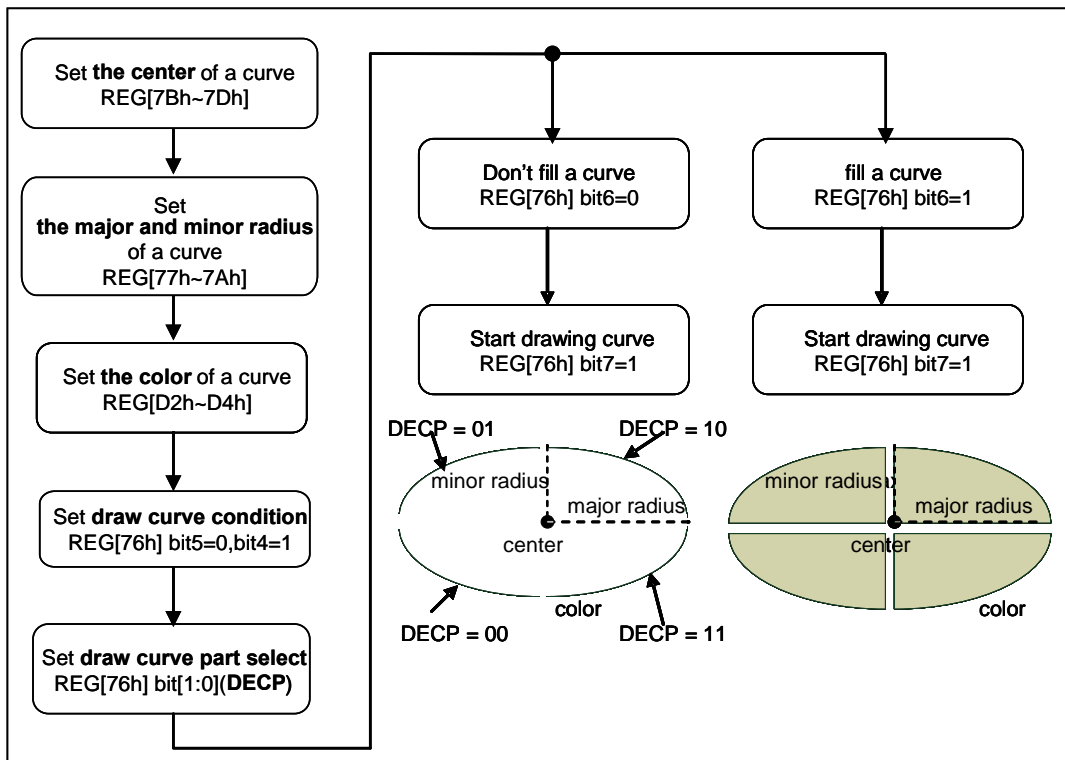 Set the center of a curve
REG[7Bh~7Dh]
Set
the major and minor radius
of a curve
REG[77h~7Ah]
Set the color of a curve
REG[D2h~D4h]
Set draw curve condition
REG[76h] bit5=0,bit4=1
Set draw curve part select
REG[76h] bit[1:0](DECP)
Don't fill a curve
REG[76h] bit6=0
Start drawing curve
REG[76h] bit7=1
fill a curve
REG[76h] bit6=1
Start drawing curve
REG[76h] bit7=1
DECP = 01
DECP = 10
minor radius
major radius
center
color
DECP = 00
DECP = 11
minor radius
major radius
center
color